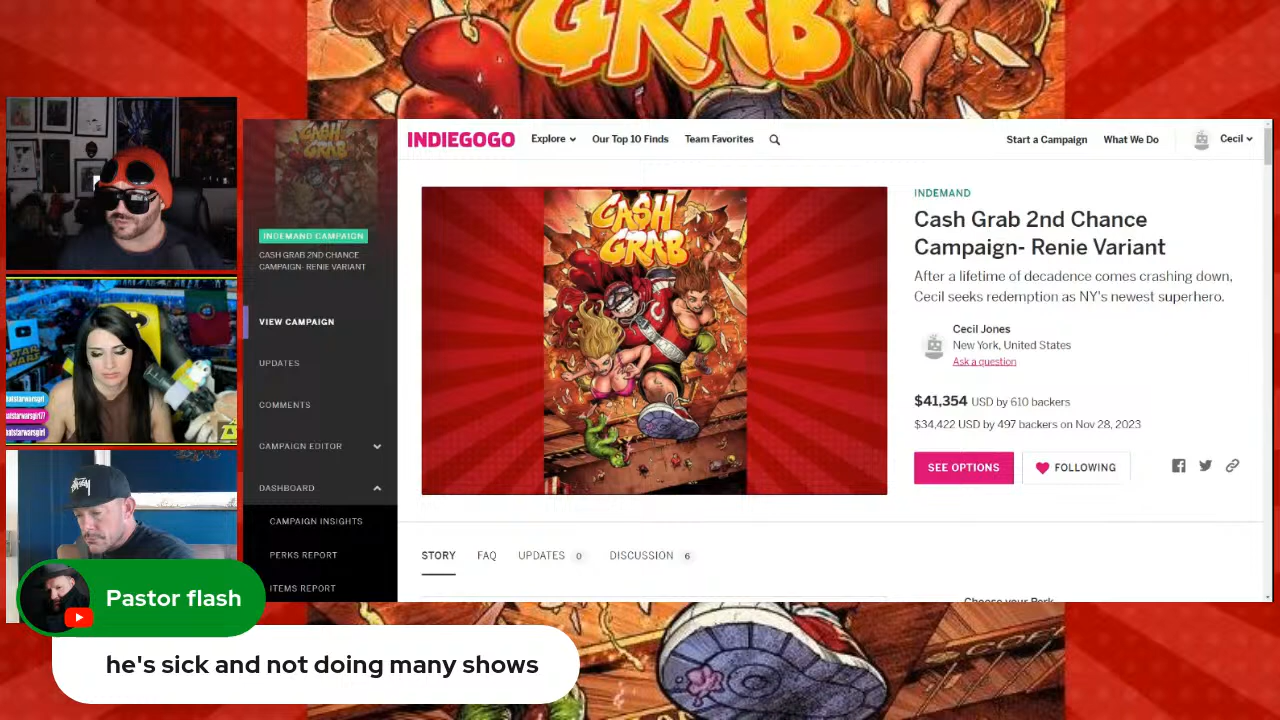 GRAB
INDIEGOGO
Explore
Our Top 10 Finds
Team Favorites
Start a Campaign
What We Do
Cecil
CASH
GRAB
INDEMAND CAMPAIGN
CASH GRAB 2ND CHANCE
CAMPAIGN- RENIE VARIANT
VIEW CAMPAIGN
UPDATES
COMMENTS
CAMPAIGN EDITOR
DASHBOARD
CAMPAIGN INSIGHTS
PERKS REPORT
ITEMS REPORT
CASH
GRAB
C
INDEMAND
Cash Grab 2nd Chance
Campaign- Renie Variant
After a lifetime of decadence comes crashing down,
Cecil seeks redemption as NY's newest superhero.
Cecil Jones
New York, United States
Ask a question
$41,354 USD by 610 backers
$34,422 USD by 497 backers on Nov 28, 2023
SEE OPTIONS
FOLLOWING
STORY
FAQ
UPDATES 0
DISCUSSION 6
Choose your Perk
STÜSSY
Pastor flash
he's sick and not doing many shows